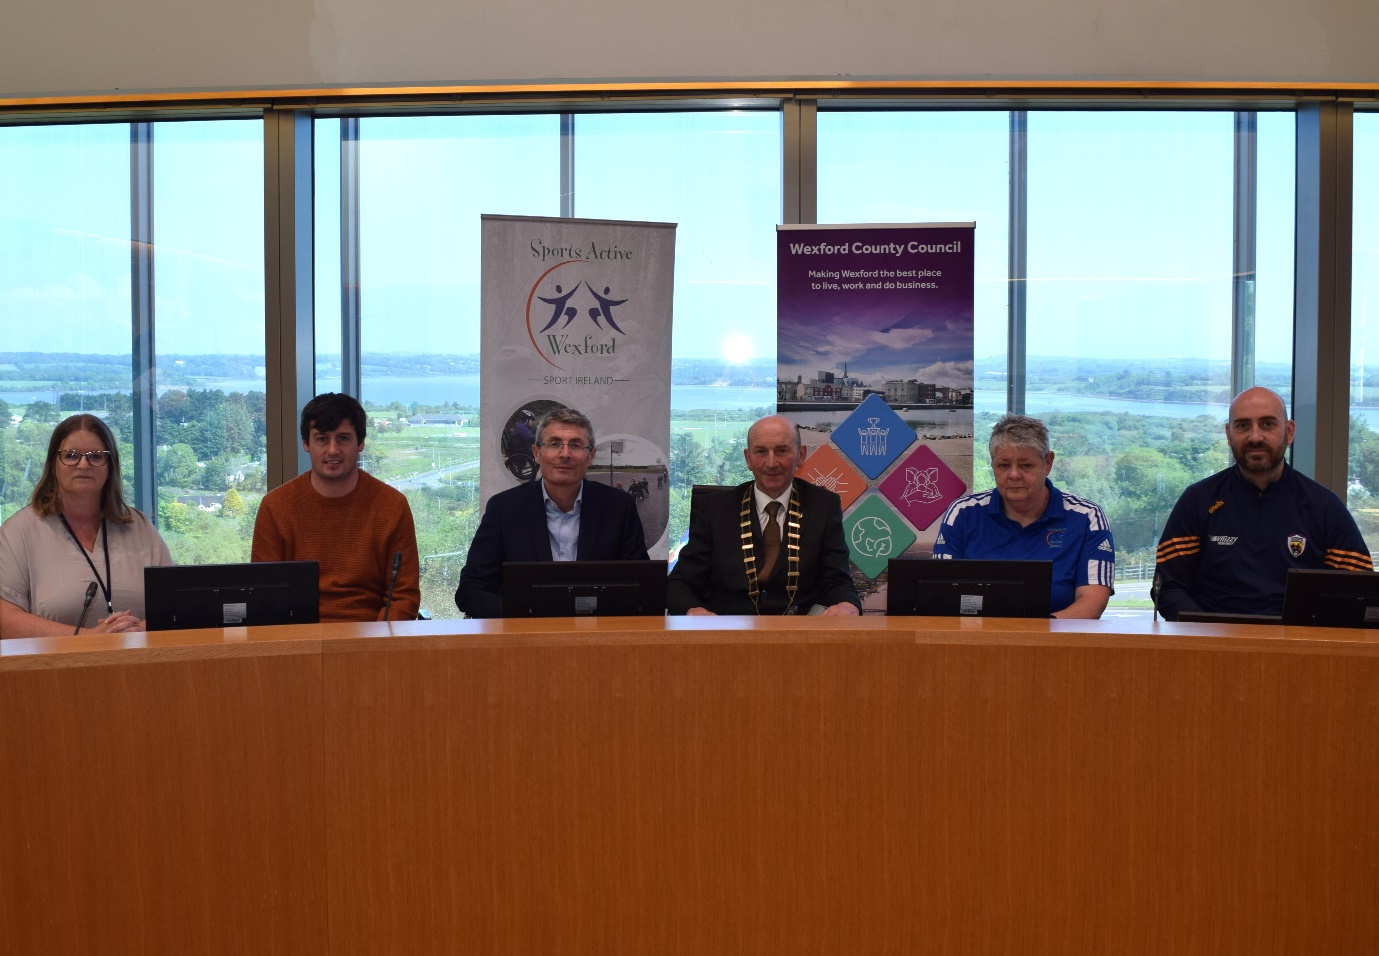 Sports Active
Wexford
SPORT IRELAND
Wexford County Council
Making Wexford the best place
to live, work and do business.